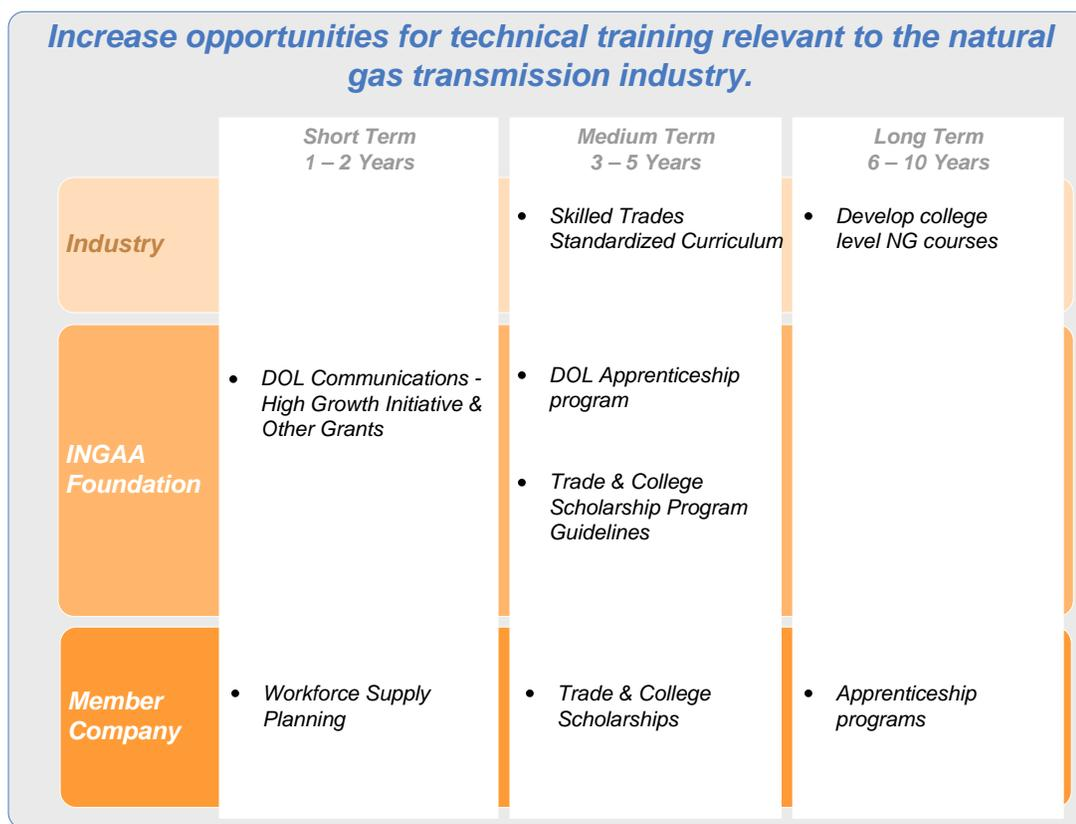 Increase opportunities for technical training relevant to the natural
gas transmission industry.
Short Term
1 – 2 Years
Medium Term
3 – 5 Years
Long Term
6 – 10 Years
Industry
• Skilled Trades
Standardized Curriculum
• Develop college
level NG courses
INGAA
Foundation
• DOL Communications -
High Growth Initiative &
Other Grants
• DOL Apprenticeship
program
• Trade & College
Scholarship Program
Guidelines
Member
Company
• Workforce Supply
Planning
• Trade & College
Scholarships
• Apprenticeship
programs